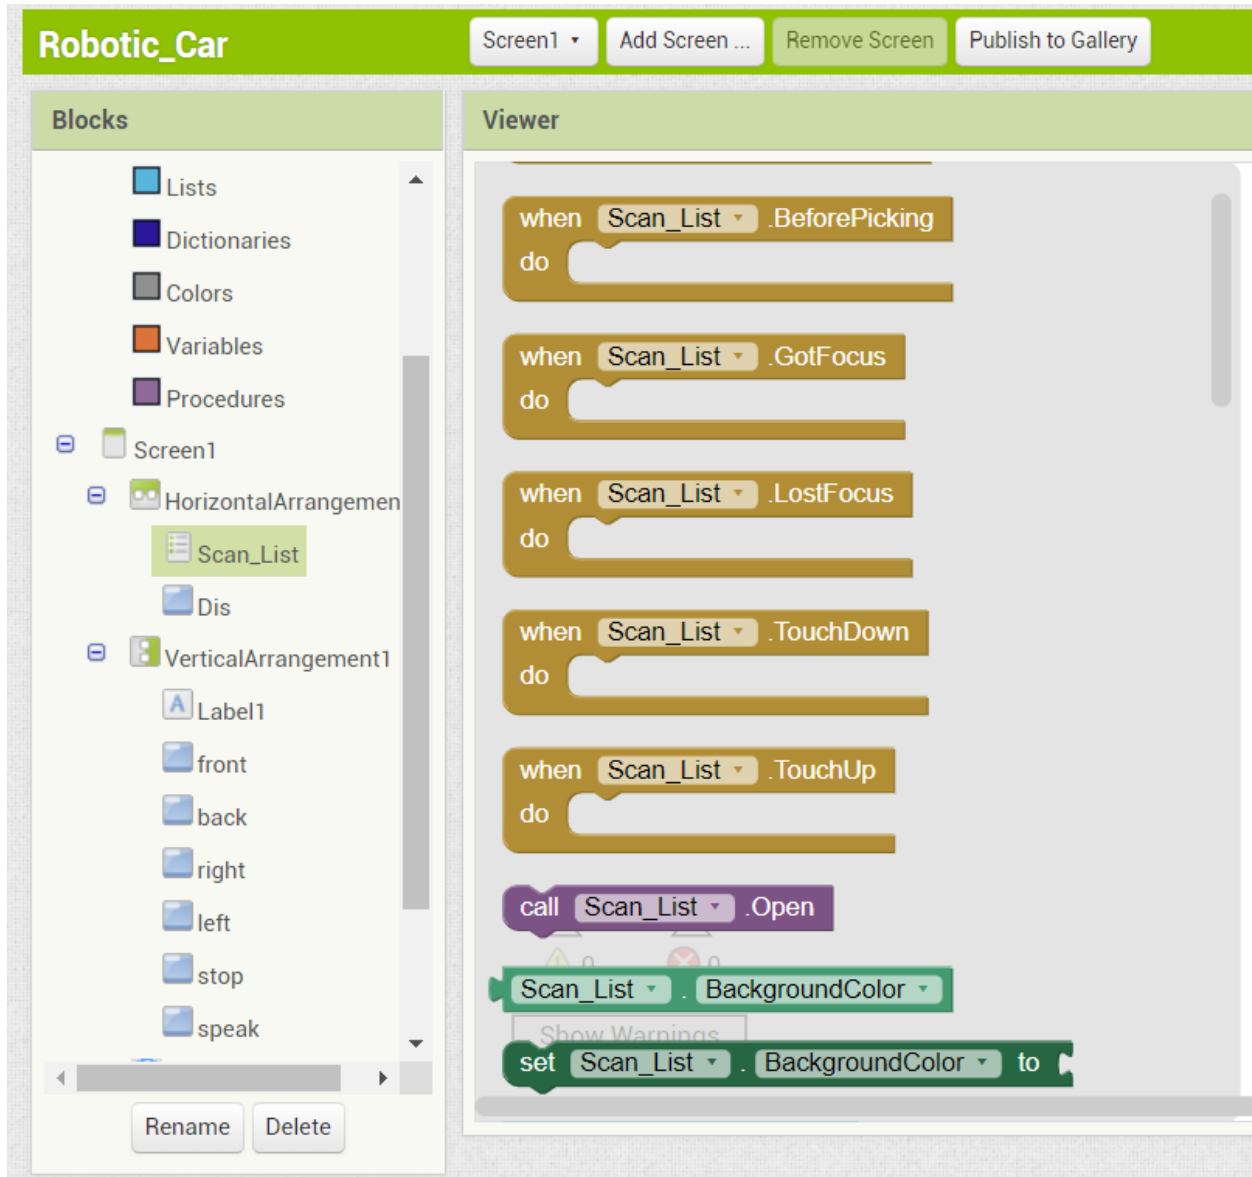 Robotic_Car
Screen1 Add Screen ... Remove Screen Publish to Gallery
Blocks
Lists
Dictionaries
Colors
Variables
Procedures
Screen1
HorizontalArrangemen
Scan_List
Dis
VerticalArrangement1
Label1
front
back
right
left
stop
speak
Rename Delete
Viewer
when Scan_List .BeforePicking
do
when Scan_List .GotFocus
do
when Scan_List .LostFocus
do
when Scan_List .TouchDown
do
when Scan_List .TouchUp
do
call Scan_List .Open
0 0
Scan_List . BackgroundColor
Show Warnings
set Scan_List . BackgroundColor to